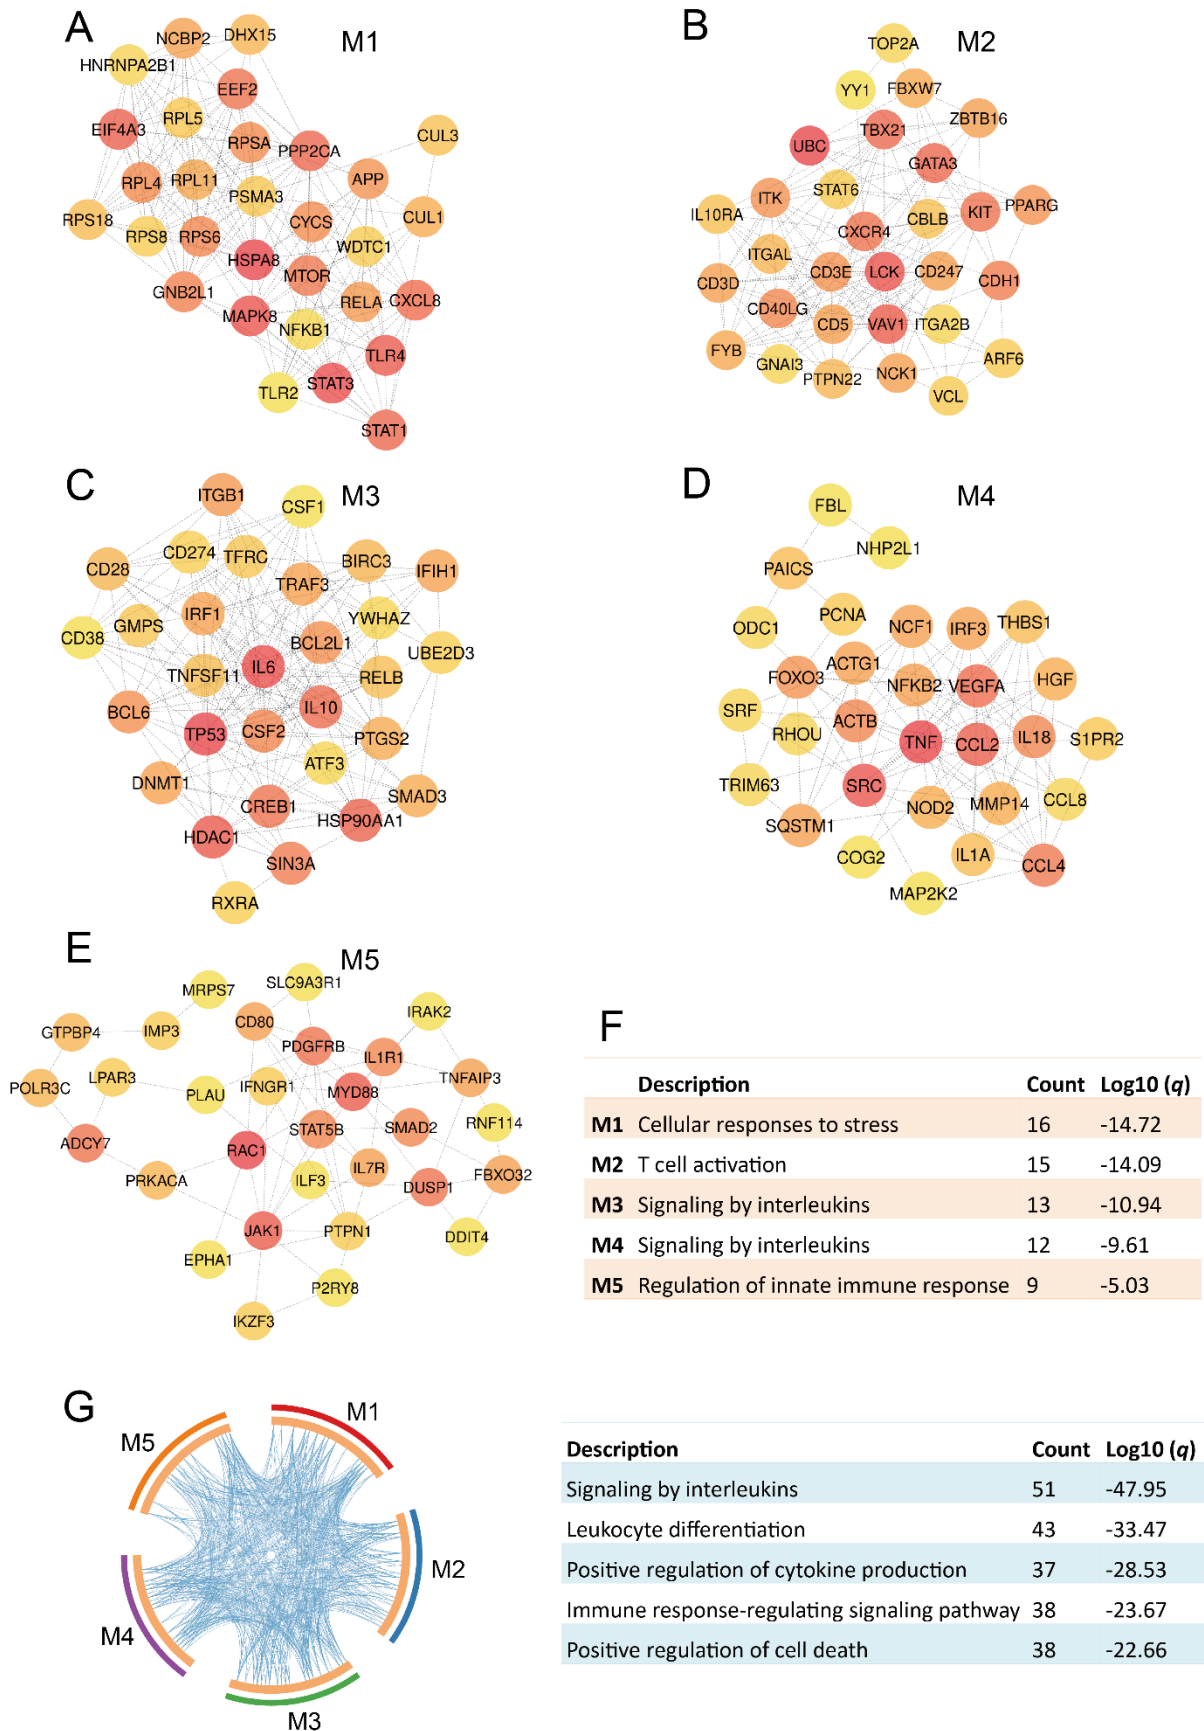 A
M1
NCBP2
DHX15
HNRNPA2B1
EEF2
EIF4A3
RPL5
RPSA
PPP2CA
CUL3
RPL4
RPL11
PSMA3
APP
RPS18
RPS8
RPS6
CYCS
CUL1
WDTC1
HSPA8
MTOR
GNB2L1
RELA
CXCL8
MAPK8
NFKB1
TLR4
TLR2
STAT3
STAT1
B
M2
TOP2A
YY1
FBXW7
ZBTB16
UBC
TBX21
GATA3
STAT6
ITK
IL10RA
CBLB
KIT
PPARG
CXCR4
ITGAL
CD3D
CD3E
LCK
CD247
CDH1
CD40LG
CD5
VAV1
ITGA2B
FYB
GNAI3
PTPN22
NCK1
ARF6
VCL
C
M3
ITGB1
CSF1
CD274
TFRC
BIRC3
CD28
TRAF3
IFIH1
IRF1
GMPS
YWHAZ
CD38
BCL2L1
UBE2D3
IL6
TNFSF11
RELB
BCL6
IL10
TP53
CSF2
PTGS2
ATF3
DNMT1
SMAD3
CREB1
HSP90AA1
HDAC1
SIN3A
RXRA
D
M4
FBL
NHP2L1
PAICS
PCNA
ODC1
NCF1
IRF3
THBS1
ACTG1
FOXO3
NFKB2
VEGFA
HGF
SRF
RHOU
ACTB
TNF
CCL2
IL18
S1PR2
TRIM63
SRC
NOD2
MMP14
CCL8
SQSTM1
COG2
IL1A
CCL4
MAP2K2
E
M5
SLC9A3R1
MRPS7
IRAK2
GTPBP4
IMP3
CD80
PDGFRB
IL1R1
POLR3C
LPAR3
PLAU
IFNGR1
MYD88
TNFAIP3
RNF114
ADCY7
STAT5B
SMAD2
RAC1
IL7R
PRKACA
ILF3
DUSP1
FBXO32
JAK1
PTPN1
DDIT4
EPHA1
P2RY8
IKZF3
F
Description Count Log10 (q)
M1 Cellular responses to stress 16 -14.72
M2 T cell activation 15 -14.09
M3 Signaling by interleukins 13 -10.94
M4 Signaling by interleukins 12 -9.61
M5 Regulation of innate immune response 9 -5.03
G
M1
M5
M2
M4
M3
Description Count Log10 (q)
Signaling by interleukins 51 -47.95
Leukocyte differentiation 43 -33.47
Positive regulation of cytokine production 37 -28.53
Immune response-regulating signaling pathway 38 -23.67
Positive regulation of cell death 38 -22.66